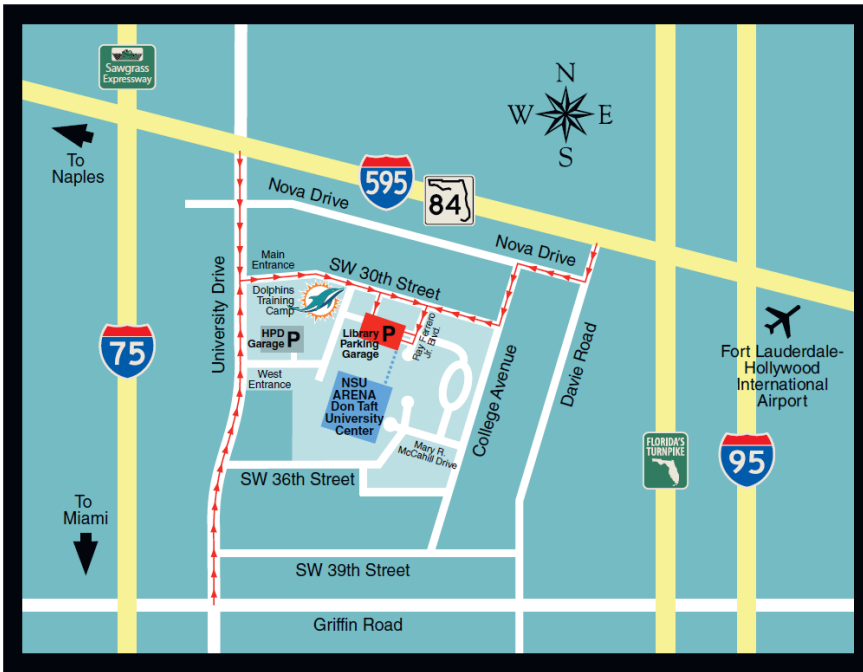 Sawgrass
Expressway
N
W
E
S
To
Naples
595
84
Nova Drive
Nova Drive
Main
Entrance
SW 30th Street
University Drive
Dolphins
Training
Camp
HPD
Garage
P
Library
Parking
Garage
P
Ray Ferrero
Jr. Blvd.
75
West
Entrance
NSU
ARENA
Don Taft
University
Center
College Avenue
Davie Road
Fort Lauderdale-
Hollywood
International
Airport
Mary R.
McCahill Drive
FLORIDA'S
TURNPIKE
95
SW 36th Street
To
Miami
SW 39th Street
Griffin Road